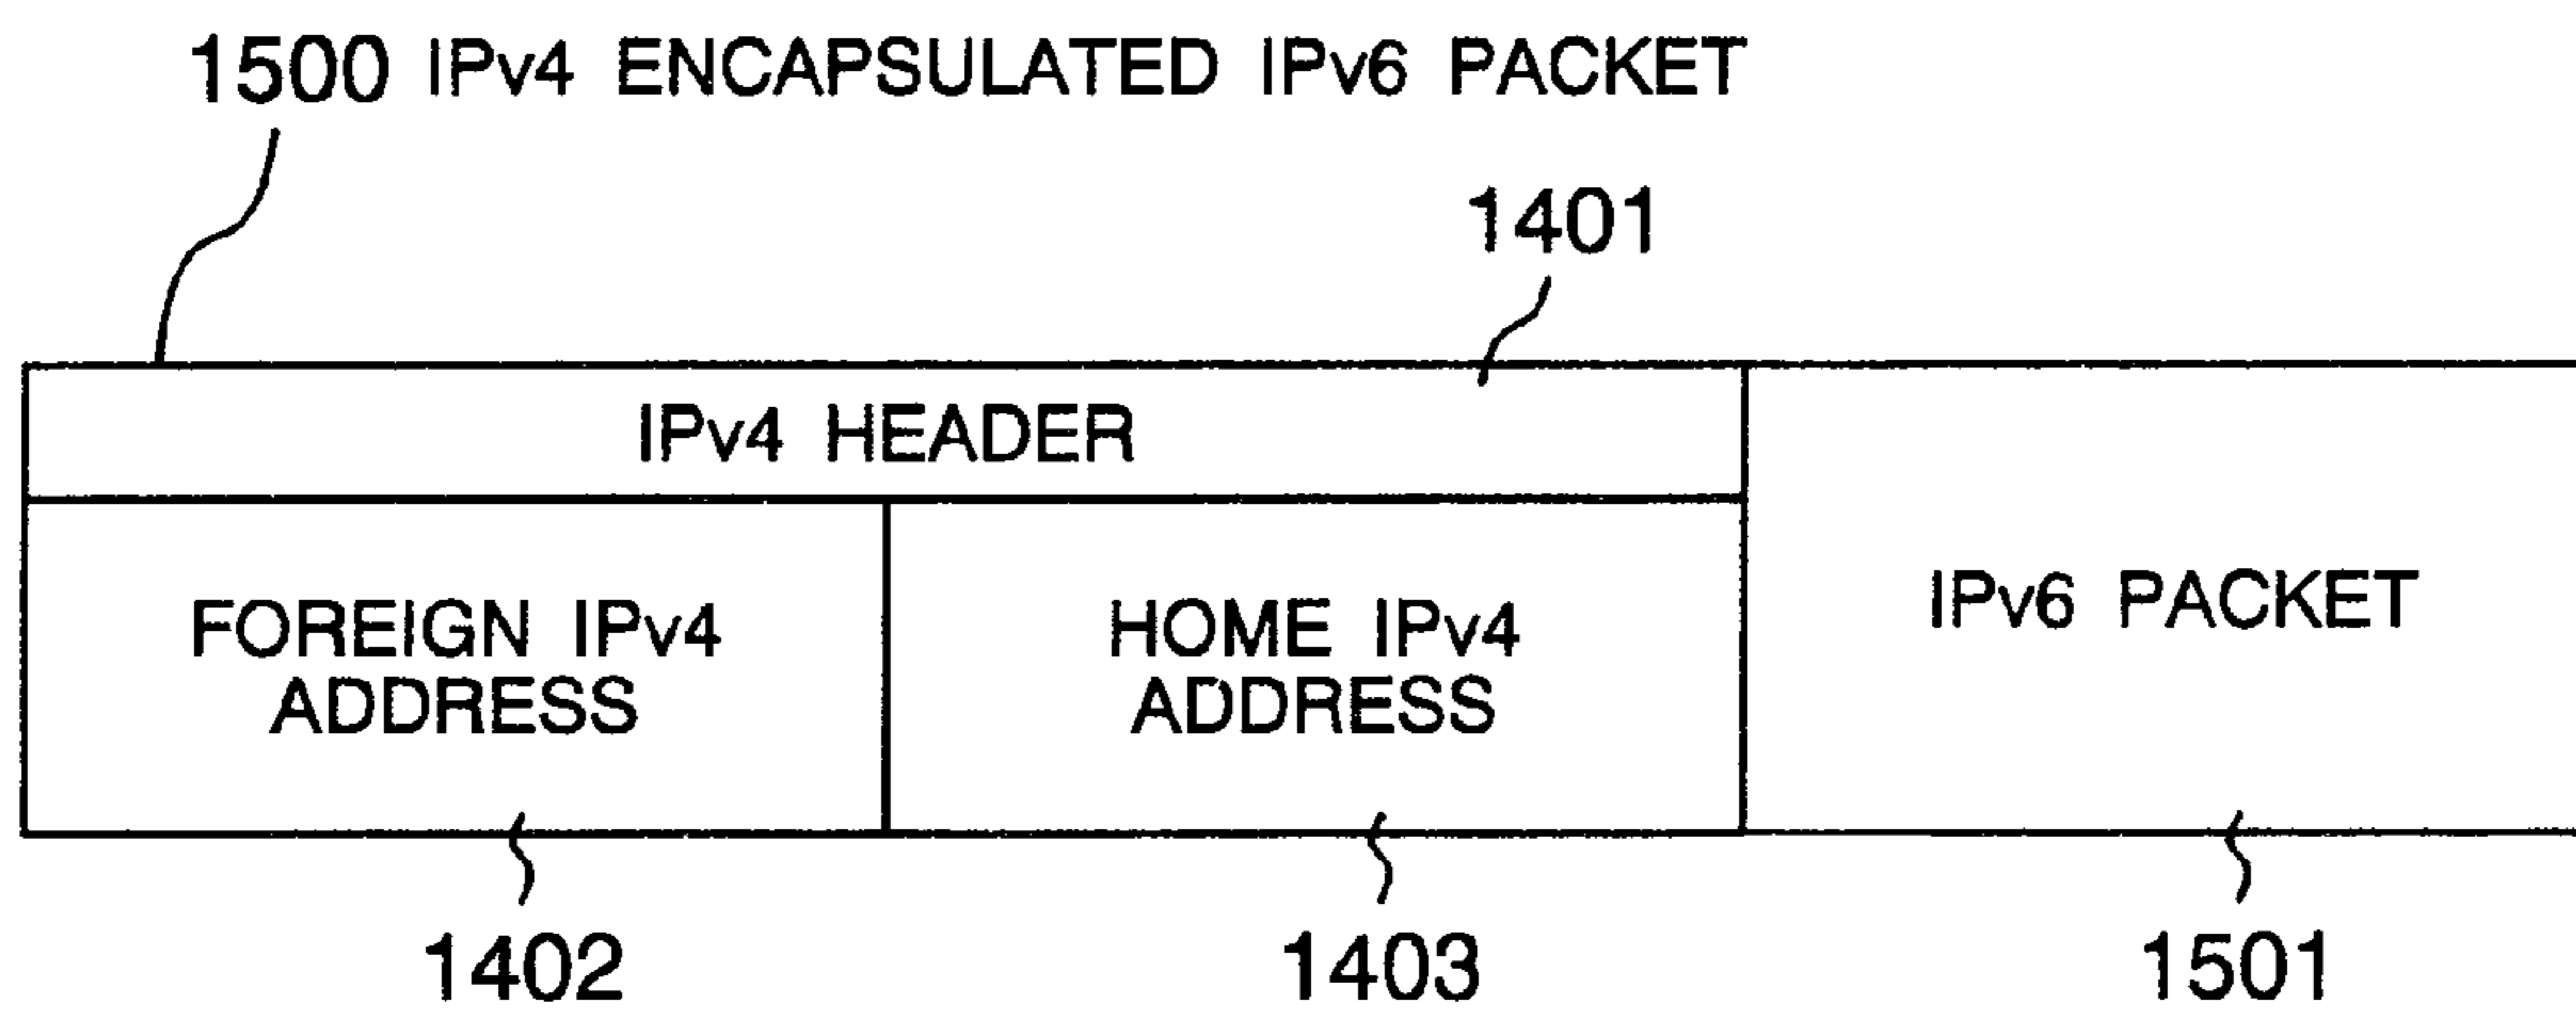 1500 IPv4 ENCAPSULATED IPv6 PACKET
1401
IPv4 HEADER
FOREIGN IPv4
ADDRESS
HOME IPv4
ADDRESS
IPv6 PACKET
1402
1403
1501